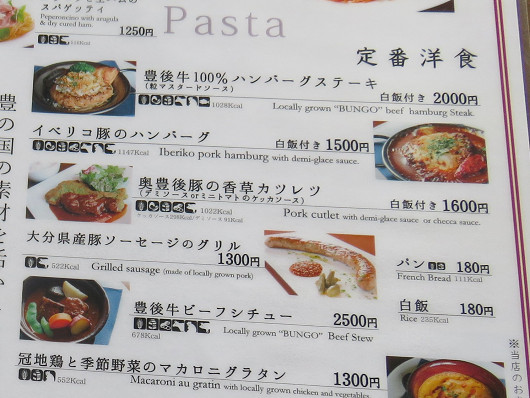 スパゲッティ
Peperoncino with arugula
& dry cured ham.
1250円
Pasta
定番洋食
豊後牛100%ハンバーグステーキ
(粒マスタードソース)
白飯付き 2000円
1028Kcal
Locally grown "BUNGO" beef hamburg Steak.
イベリコ豚のハンバーグ
白飯付き 1500円
1147Kcal
Iberiko pork hamburg with demi-glace sauce.
奥豊後豚の香草カツレツ
(デミソースorミニトマトのケッカソース)
白飯付き 1600円
1023Kcal
Pork cutlet with demi-glace sauce or checca sauce.
大分県産豚ソーセージのグリル
1300円
522Kcal
Grilled sausage (made of locally grown pork)
パン 180円
French Bread 111Kcal
白飯 180円
Rice 235Kcal
豊後牛ビーフシチュー 2500円
678Kcal
Locally grown "BUNGO" Beef Stew
冠地鶏と季節野菜のマカロニグラタン
1300円
552Kcal
Macaroni au gratin with locally grown chicken and vegetables
豊の国の素材を活か
※当店のお